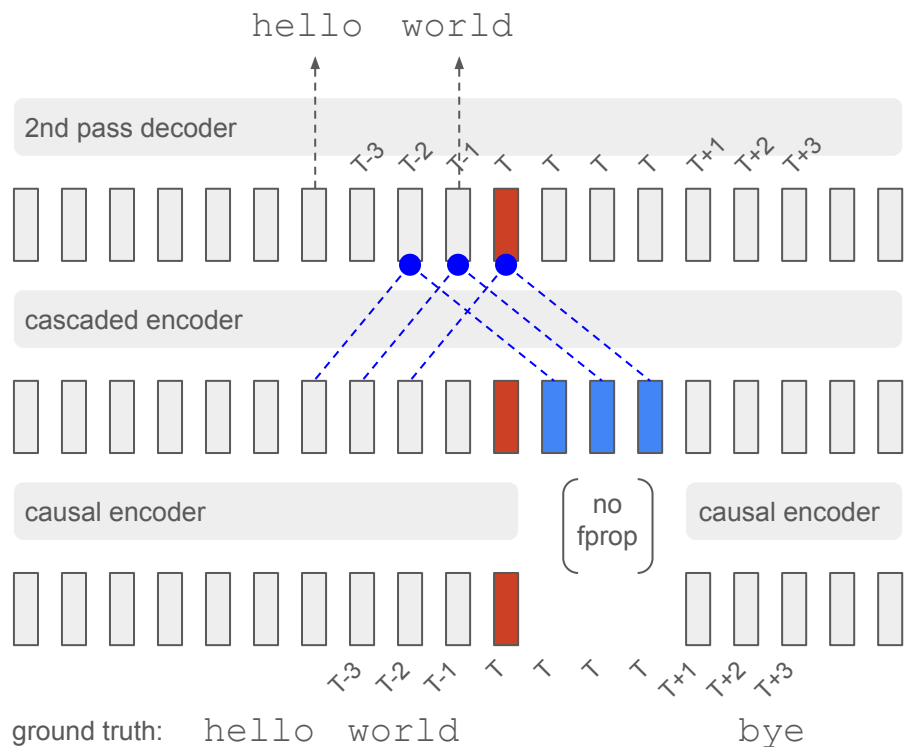 hello world
2nd pass decoder
T-3 T-2 T-1 T T T T T+1 T+2 T+3
cascaded encoder
causal encoder
no
fprop
causal encoder
T-3 T-2 T-1 T T T T T+1 T+2 T+3
ground truth: hello world bye